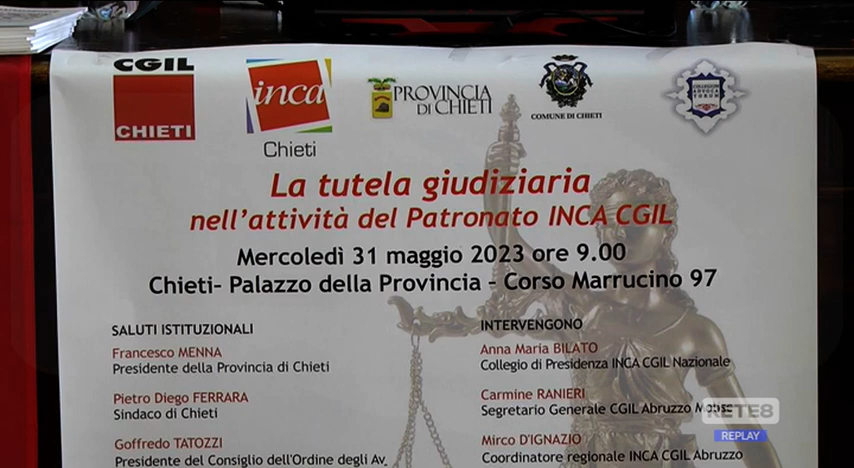 CGIL
CHIETI
inca
Chieti
PROVINCIA
DI CHIETI
COMUNE DI CHIETI
COLLEGIUM
ADVOCA
TORUM
La tutela giudiziaria
nell'attività del Patronato INCA CGIL
Mercoledì 31 maggio 2023 ore 9.00
Chieti– Palazzo della Provincia – Corso Marrucino 97
SALUTI ISTITUZIONALI
Francesco MENNA
Presidente della Provincia di Chieti
Pietro Diego FERRARA
Sindaco di Chieti
Goffredo TATOZZI
Presidente del Consiglio dell'Ordine degli Av
INTERVENGONO
Anna Maria BILATO
Collegio di Presidenza INCA CGIL Nazionale
Carmine RANIERI
Segretario Generale CGIL Abruzzo
Mirco D'IGNAZIO
Coordinatore regionale INCA CGIL Abruzzo
RETE8
REPLAY